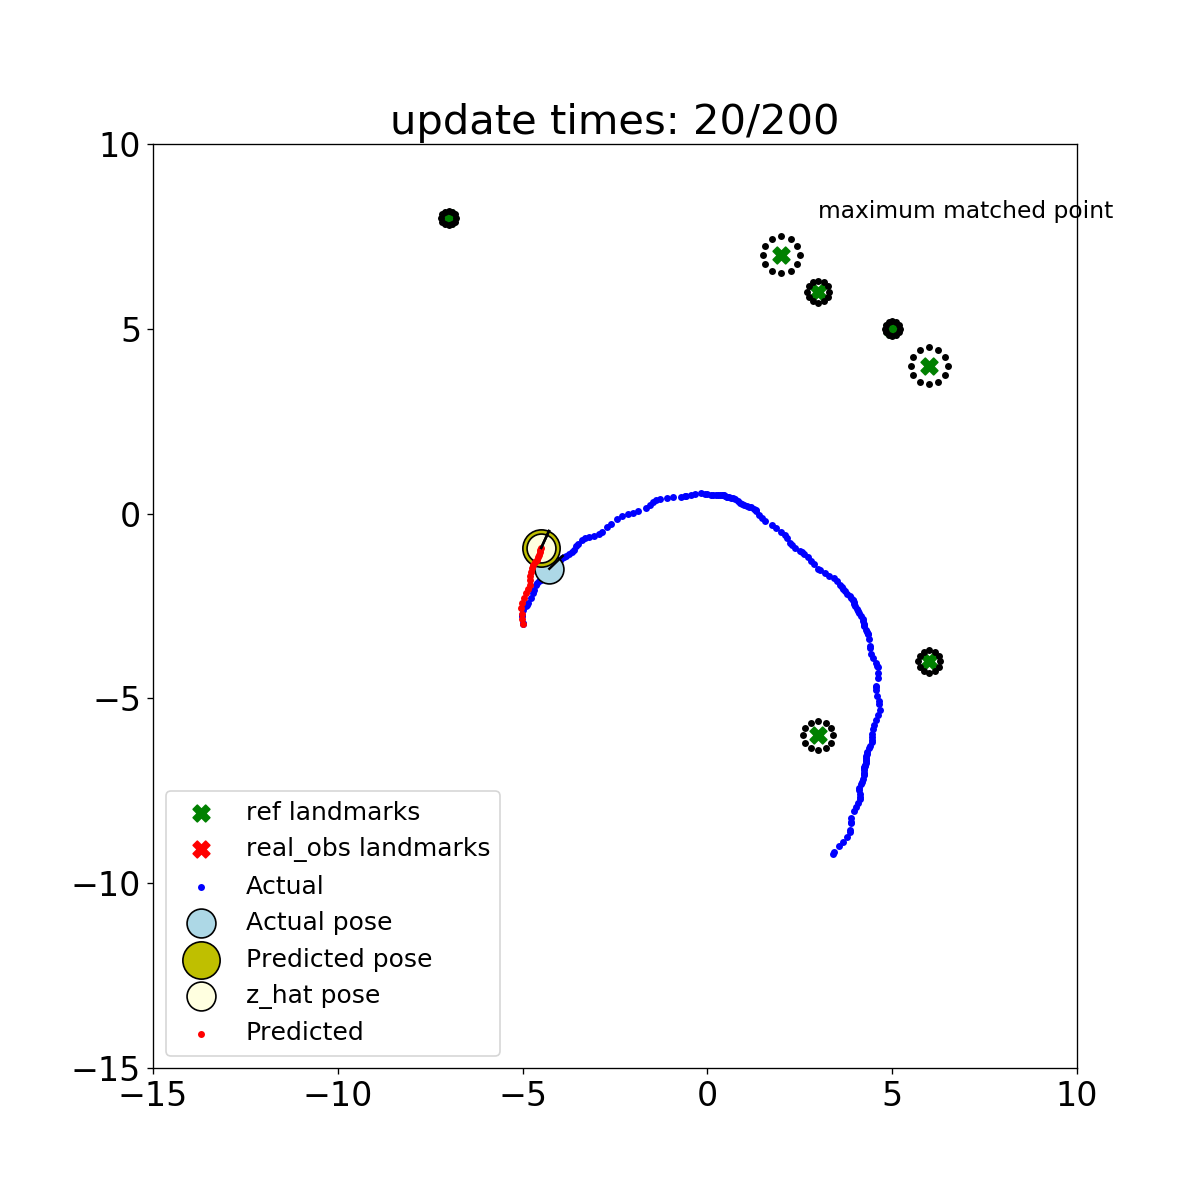 update times: 20/200
10
maximum matched point
5
0
−5
−10
−15
ref landmarks
real_obs landmarks
Actual
Actual pose
Predicted pose
z_hat pose
Predicted
−15
−10
−5
0
5
10